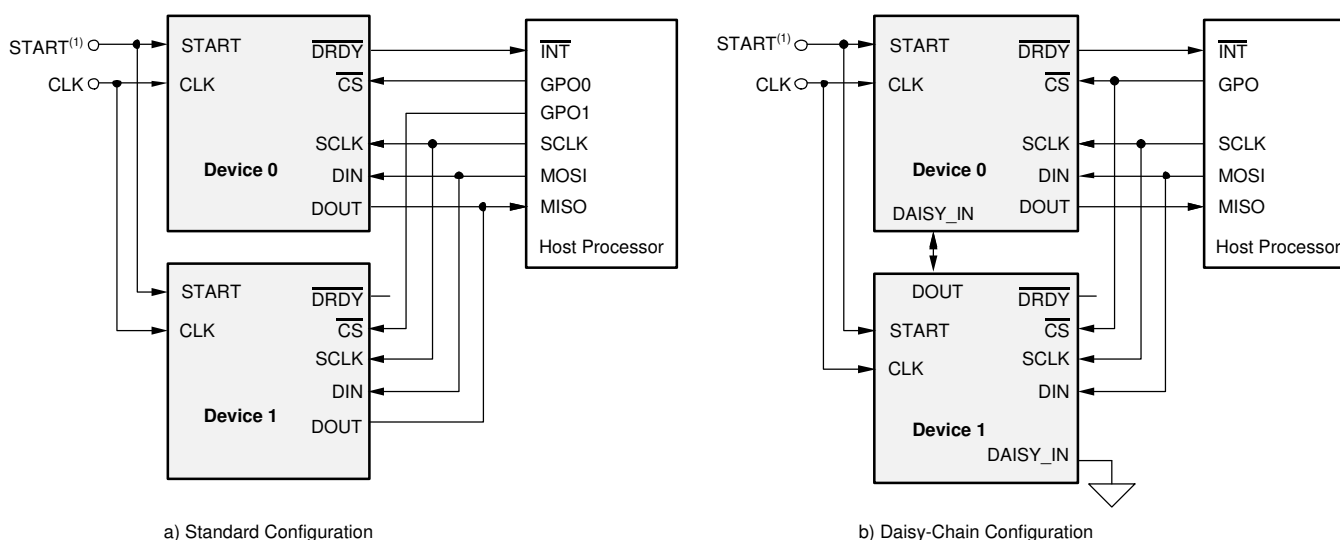 START(1)
CLK
START
CLK
Device 0
DRDY
CS
SCLK
DIN
DOUT
INT
GPO0
GPO1
SCLK
MOSI
MISO
Host Processor
START
CLK
Device 1
DRDY
CS
SCLK
DIN
DOUT
a) Standard Configuration
START(1)
CLK
START
CLK
Device 0
DAISY_IN
DRDY
CS
SCLK
DIN
DOUT
INT
GPO
SCLK
MOSI
MISO
Host Processor
DOUT
START
CLK
Device 1
DRDY
CS
SCLK
DIN
DAISY_IN
b) Daisy-Chain Configuration